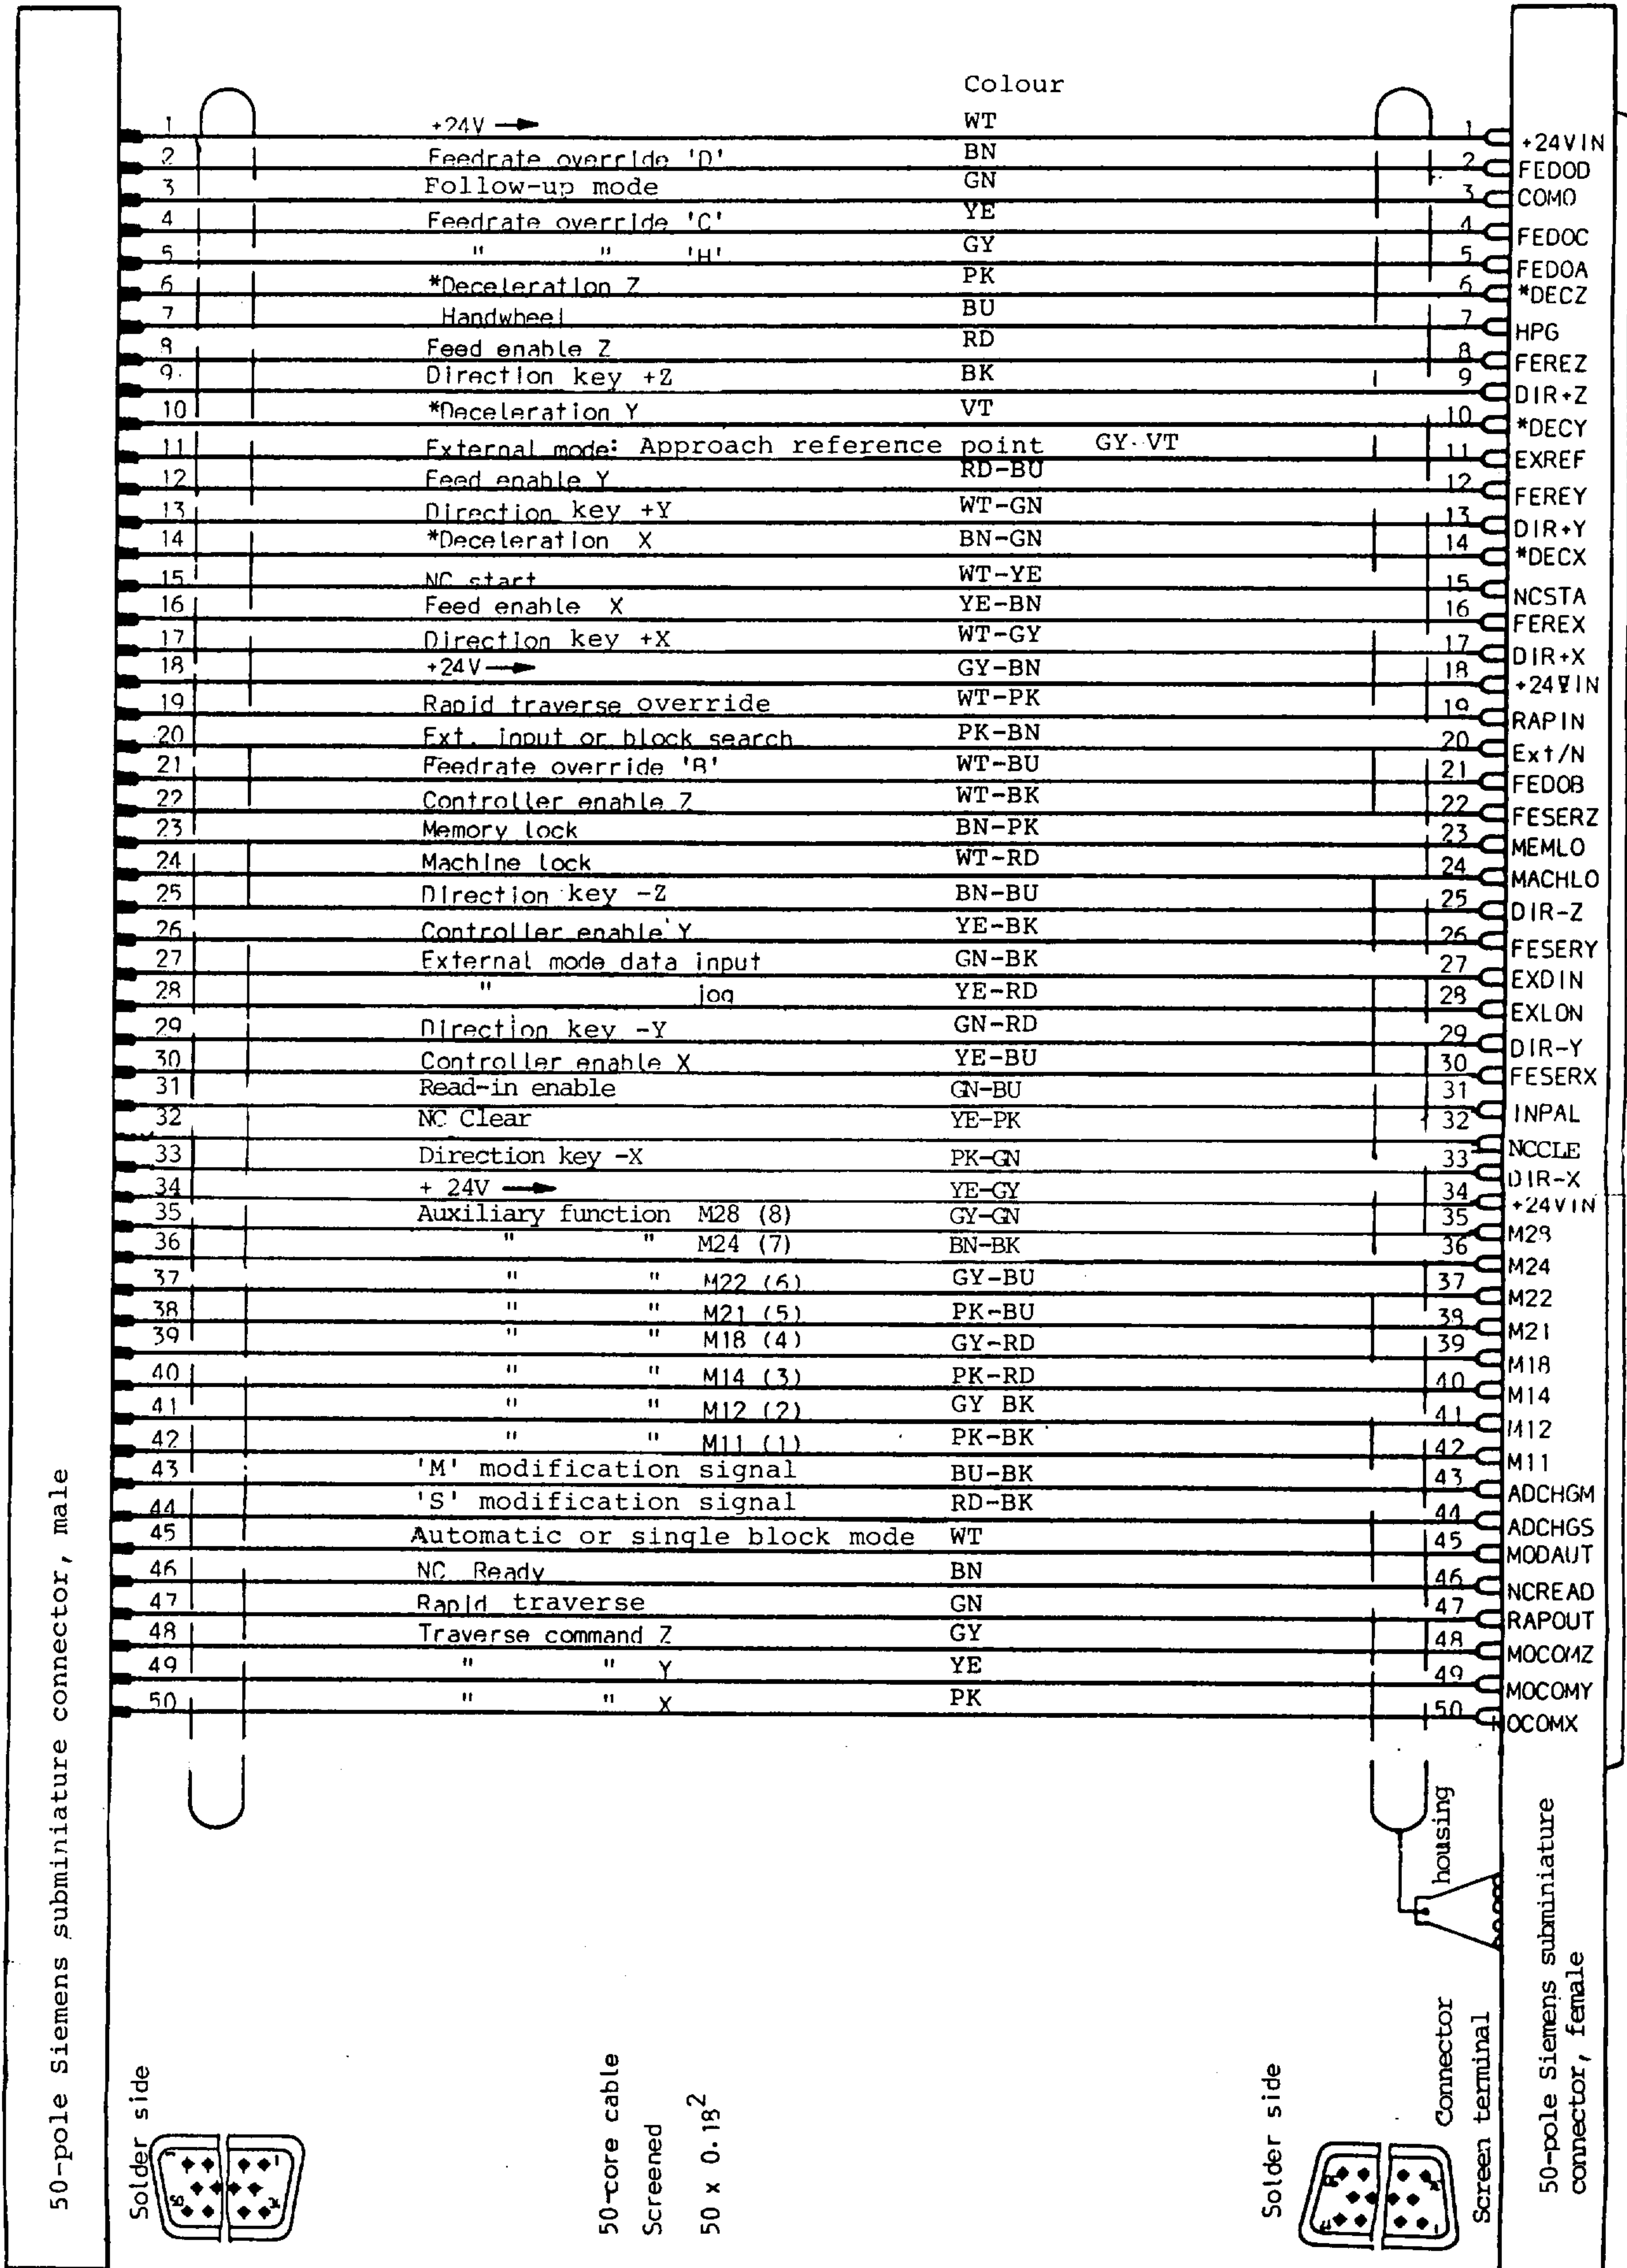 Colour
1 +24V → WT 1 +24VIN
2 Feedrate override 'D' BN 2 FEDOD
3 Follow-up mode GN 3 COMO
4 Feedrate override 'C' YE 4 FEDOC
5 " " 'H' GY 5 FEDOA
6 *Deceleration Z PK 6 *DECZ
7 Handwheel BU 7 HPG
8 Feed enable Z RD 8 FEREZ
9 Direction key +Z BK 9 DIR+Z
10 *Deceleration Y VT 10 *DECY
11 External mode: Approach reference point GY-VT 11 EXREF
12 Feed enable Y RD-BU 12 FEREY
13 Direction key +Y WT-GN 13 DIR+Y
14 *Deceleration X BN-GN 14 *DECX
15 NC start WT-YE 15 NCSTA
16 Feed enable X YE-BN 16 FEREX
17 Direction key +X WT-GY 17 DIR+X
18 +24V → GY-BN 18 +24VIN
19 Rapid traverse override WT-PK 19 RAPIN
20 Ext. input or block search PK-BN 20 Ext/N
21 Feedrate override 'B' WT-BU 21 FEDOB
22 Controller enable Z WT-BK 22 FESERZ
23 Memory lock BN-PK 23 MEMLO
24 Machine lock WT-RD 24 MACHLO
25 Direction key -Z BN-BU 25 DIR-Z
26 Controller enable Y YE-BK 26 FESERY
27 External mode data input GN-BK 27 EXDIN
28 " jog YE-RD 28 EXLON
29 Direction key -Y GN-RD 29 DIR-Y
30 Controller enable X YE-BU 30 FESERX
31 Read-in enable GN-BU 31 INPAL
32 NC Clear YE-PK 32 NCCLE
33 Direction key -X PK-GN 33 DIR-X
34 + 24V → YE-GY 34 +24VIN
35 Auxiliary function M28 (8) GY-GN 35 M28
36 " " M24 (7) BN-BK 36 M24
37 " " M22 (6) GY-BU 37 M22
38 " " M21 (5) PK-BU 38 M21
39 " " M18 (4) GY-RD 39 M18
40 " " M14 (3) PK-RD 40 M14
41 " " M12 (2) GY BK 41 M12
42 " " M11 (1) PK-BK 42 M11
43 'M' modification signal BU-BK 43 ADCHGM
44 'S' modification signal RD-BK 44 ADCHGS
45 Automatic or single block mode WT 45 MODAUT
46 NC Ready BN 46 NCREAD
47 Rapid traverse GN 47 RAPOUT
48 Traverse command Z GY 48 MOCOMZ
49 " " Y YE 49 MOCOMY
50 " " X PK 50 OCOMX
50-pole Siemens subminiature connector, male
Solder side
50-core cable
Screened
50 x 0.18²
Solder side
Connector housing
Screen terminal
50-pole Siemens subminiature
connector, female